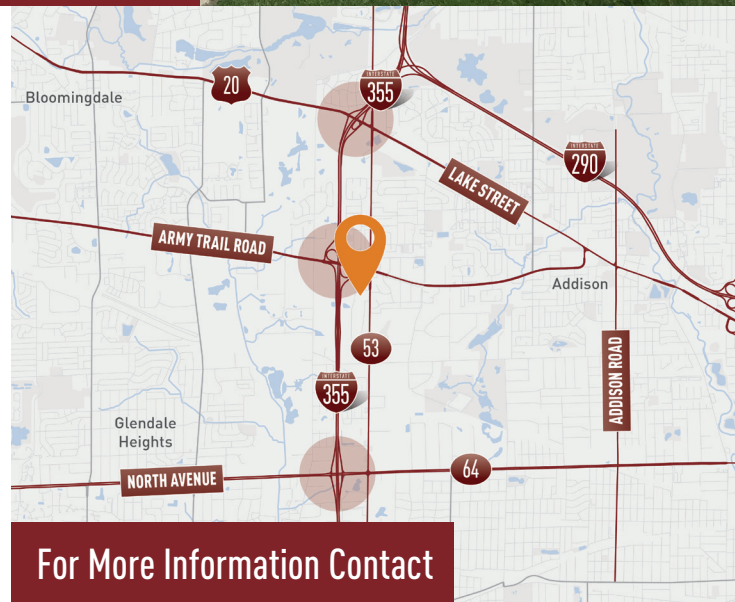 Bloomingdale
20
INTERSTATE
355
INTERSTATE
290
LAKE STREET
ARMY TRAIL ROAD
Addison
53
INTERSTATE
355
ADDISON ROAD
Glendale
Heights
NORTH AVENUE
64
For More Information Contact